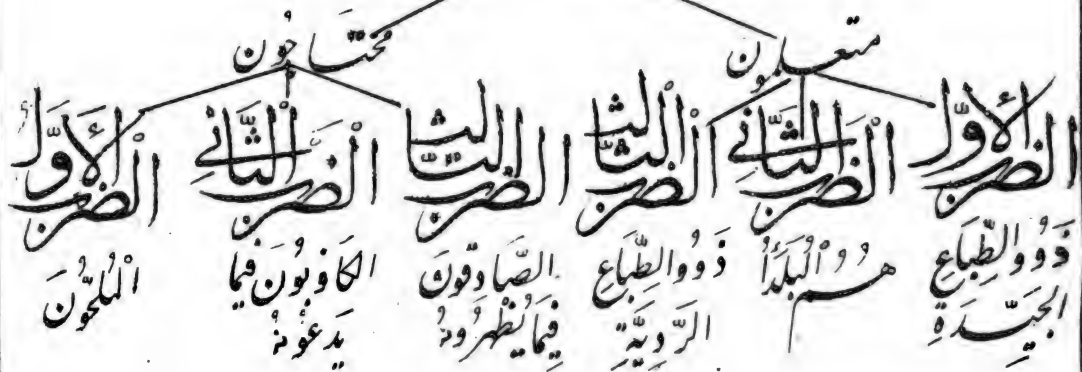 متعلمون محتاجون
الضرب الأول الضرب الثاني الضرب الثالث الضرب الثالث الضرب الثاني الضرب الأول
ذوو الطباع هم البلداء ذوو الطباع الصادقون الكاذبون فيما الملحون
الجيدة الردية فيما يظهرونه يدعونه